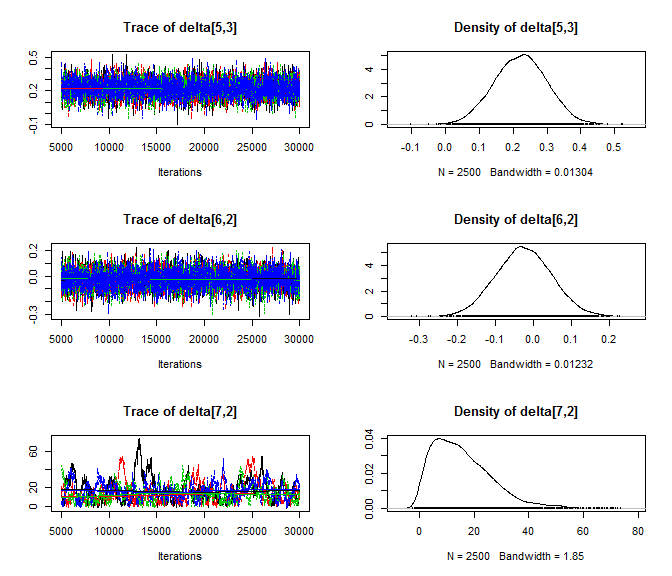 Trace of delta[5,3]
Density of delta[5,3]
-0.1 0.2 0.5
5000 10000 15000 20000 25000 30000
Iterations
0 2 4
-0.1 0.0 0.1 0.2 0.3 0.4 0.5
N = 2500 Bandwidth = 0.01304
Trace of delta[6,2]
Density of delta[6,2]
-0.3 0.0 0.2
5000 10000 15000 20000 25000 30000
Iterations
0 2 4
-0.3 -0.2 -0.1 0.0 0.1 0.2
N = 2500 Bandwidth = 0.01232
Trace of delta[7,2]
Density of delta[7,2]
0 20 60
5000 10000 15000 20000 25000 30000
Iterations
0.00 0.02 0.04
0 20 40 60 80
N = 2500 Bandwidth = 1.85